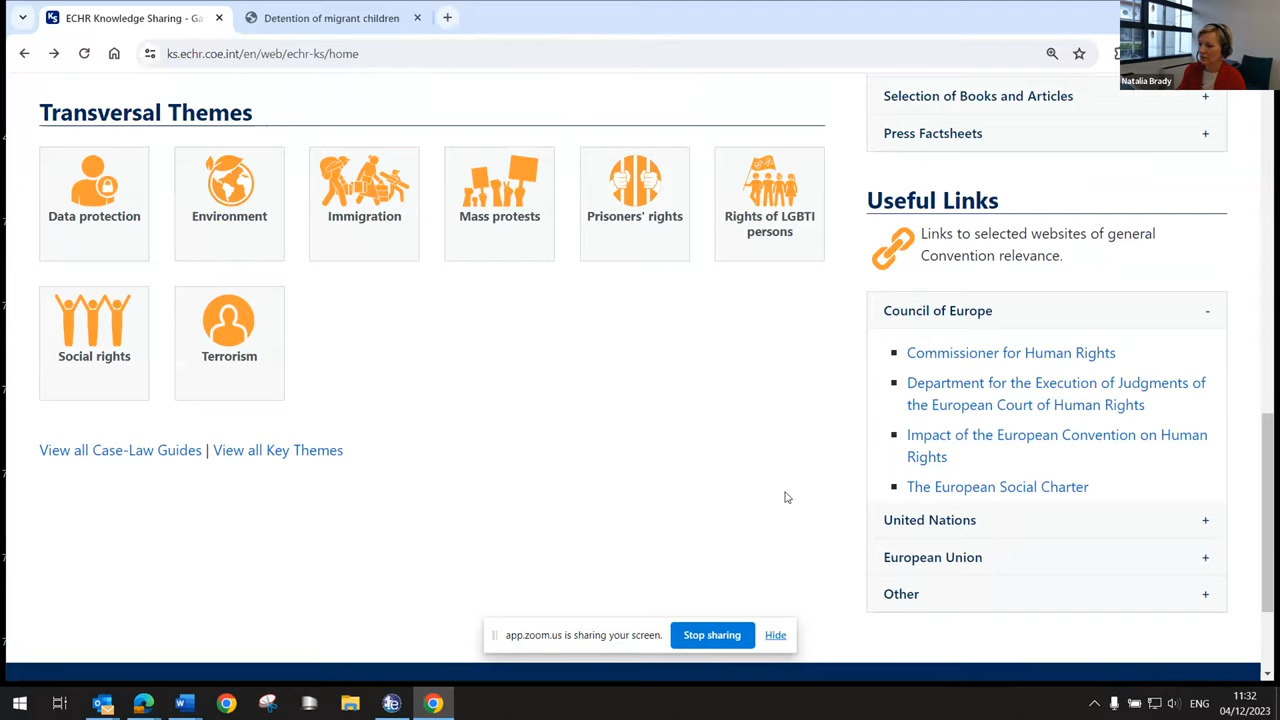 ECHR Knowledge Sharing - Ga
Detention of migrant children
ks.echr.coe.int/en/web/echr-ks/home
Natalia Brady
Transversal Themes
Data protection
Environment
Immigration
Mass protests
Prisoners' rights
Rights of LGBTI
persons
Social rights
Terrorism
View all Case-Law Guides | View all Key Themes
Selection of Books and Articles +
Press Factsheets +
Useful Links
Links to selected websites of general
Convention relevance.
Council of Europe -
Commissioner for Human Rights
Department for the Execution of Judgments of
the European Court of Human Rights
Impact of the European Convention on Human
Rights
The European Social Charter
United Nations +
European Union +
Other +
app.zoom.us is sharing your screen. Stop sharing Hide
ENG
11:32
04/12/2023